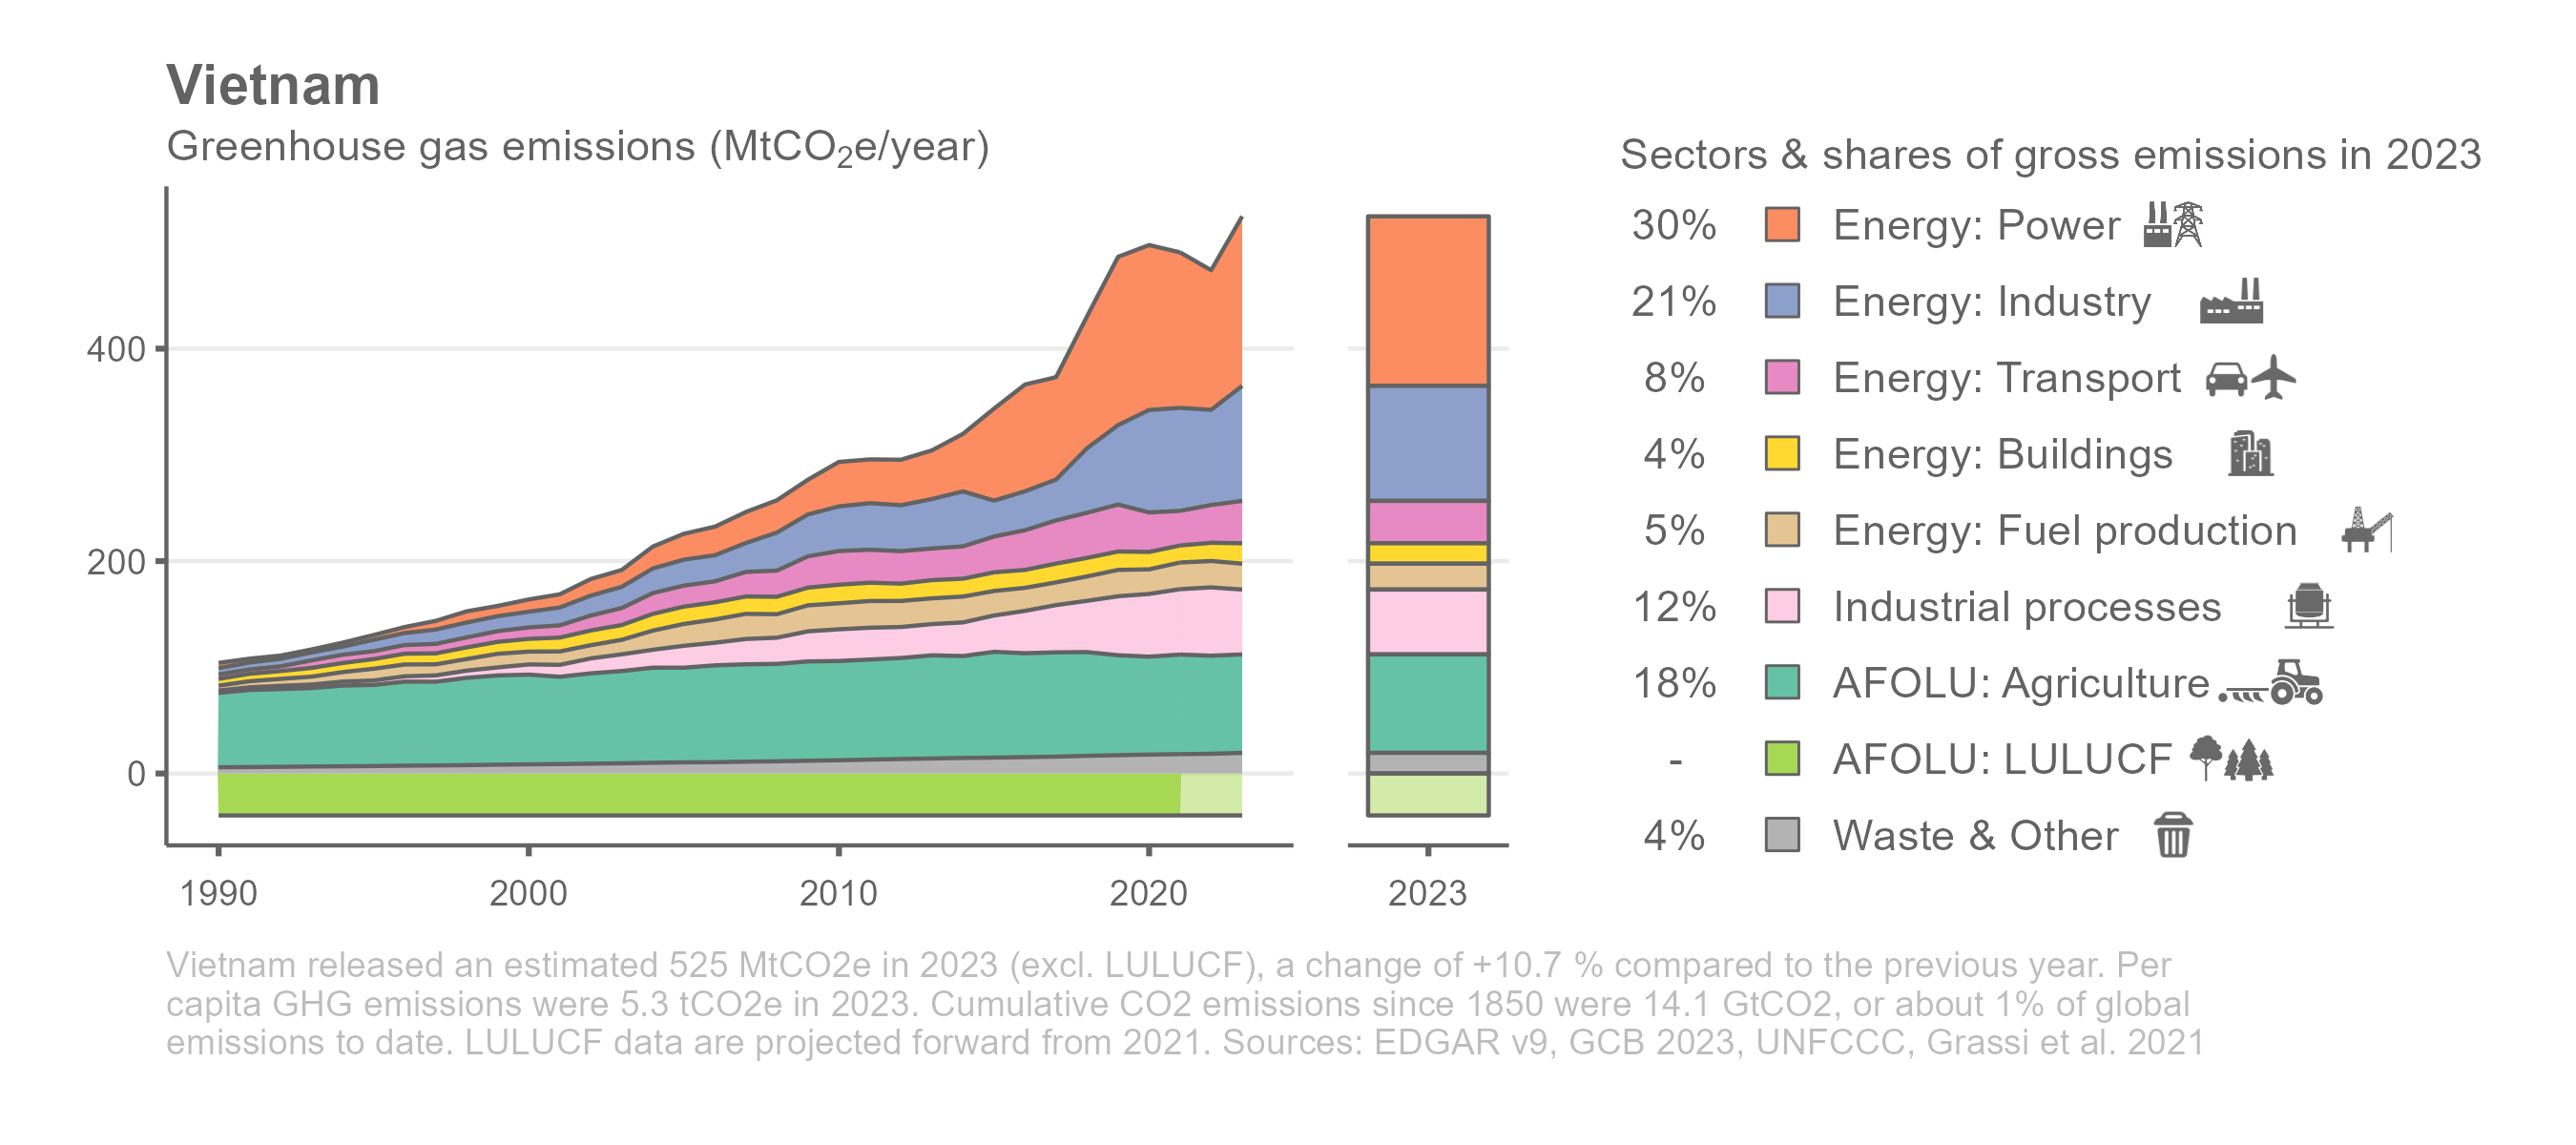 Vietnam
Greenhouse gas emissions (MtCO₂e/year)
Sectors & shares of gross emissions in 2023
30% Energy: Power
21% Energy: Industry
8% Energy: Transport
4% Energy: Buildings
5% Energy: Fuel production
12% Industrial processes
18% AFOLU: Agriculture
- AFOLU: LULUCF
4% Waste & Other
400
200
0
1990 2000 2010 2020 2023
Vietnam released an estimated 525 MtCO2e in 2023 (excl. LULUCF), a change of +10.7 % compared to the previous year. Per
capita GHG emissions were 5.3 tCO2e in 2023. Cumulative CO2 emissions since 1850 were 14.1 GtCO2, or about 1% of global
emissions to date. LULUCF data are projected forward from 2021. Sources: EDGAR v9, GCB 2023, UNFCCC, Grassi et al. 2021